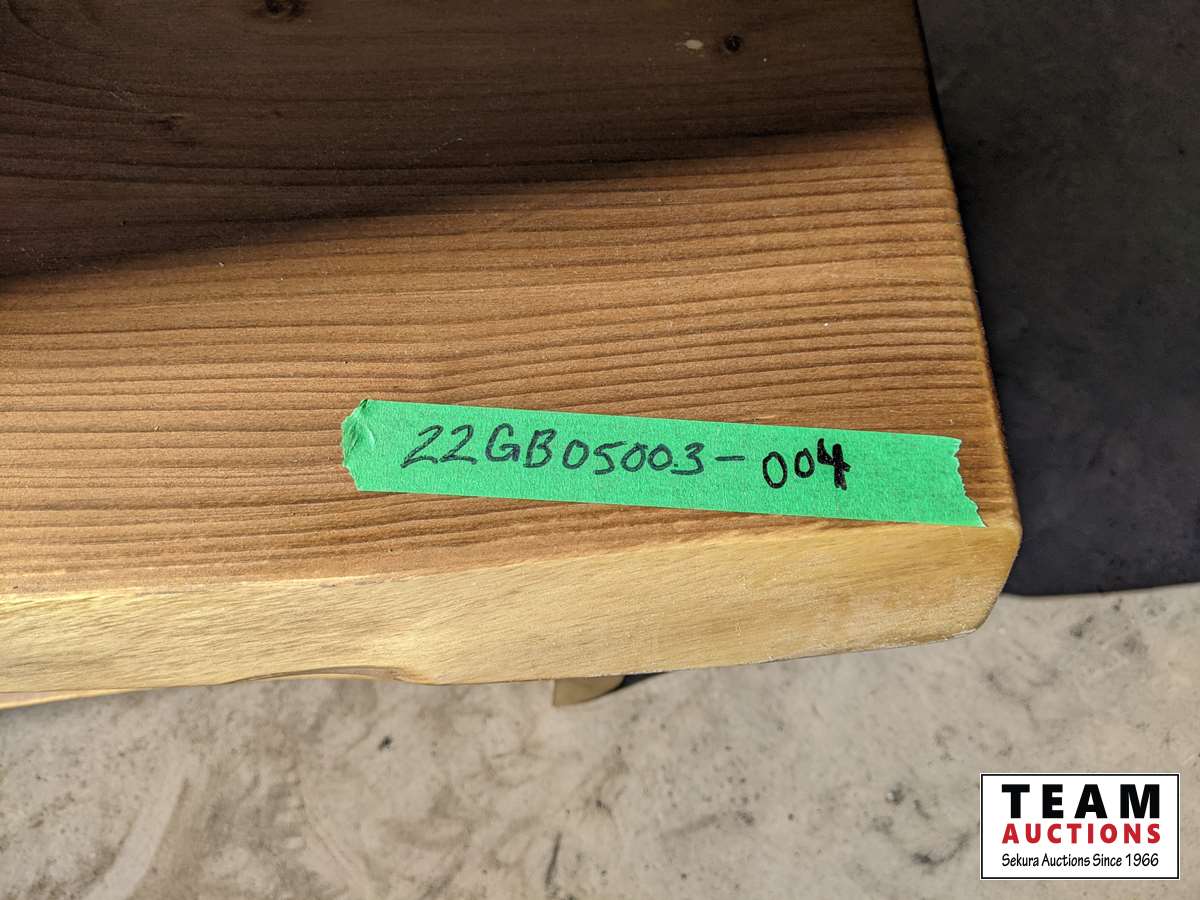 22GB05003-004
TEAM
AUCTIONS
Sekura Auctions Since 1966